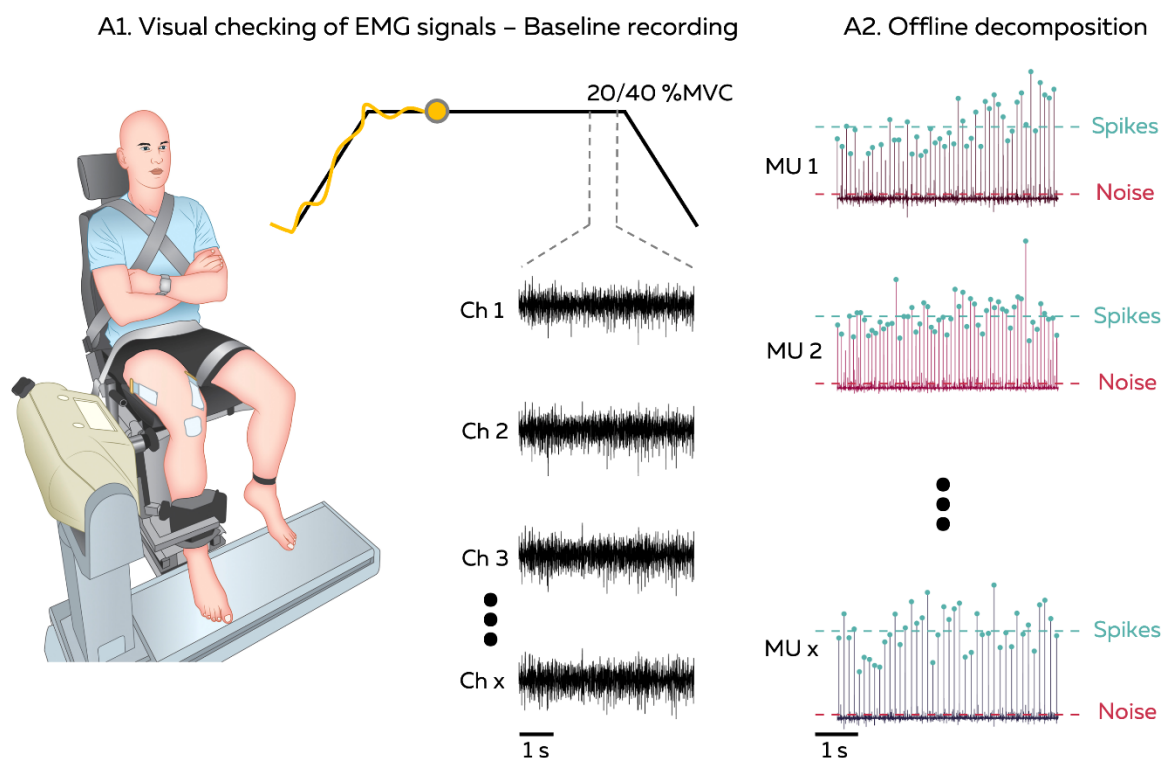 A1. Visual checking of EMG signals – Baseline recording
20/40 %MVC
Ch 1
Ch 2
Ch 3
Ch x
1 s
A2. Offline decomposition
MU 1
Spikes
Noise
MU 2
Spikes
Noise
MU x
Spikes
Noise
1 s